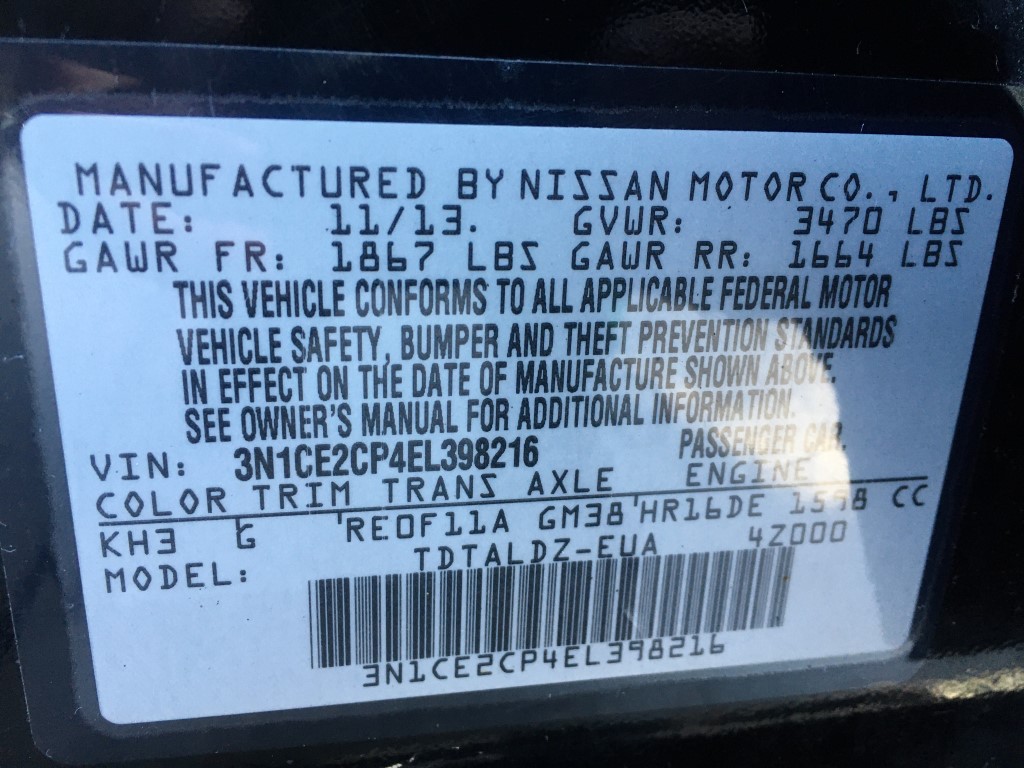 MANUFACTURED BY NISSAN MOTOR CO., LTD.
DATE: 11/13. GVWR: 3470 LBS
GAWR FR: 1867 LBS GAWR RR: 1664 LBS
THIS VEHICLE CONFORMS TO ALL APPLICABLE FEDERAL MOTOR
VEHICLE SAFETY, BUMPER AND THEFT PREVENTION STANDARDS
IN EFFECT ON THE DATE OF MANUFACTURE SHOWN ABOVE.
SEE OWNER'S MANUAL FOR ADDITIONAL INFORMATION.
VIN: 3N1CE2CP4EL398216 PASSENGER CAR.
COLOR TRIM TRANS AXLE ENGINE
KH3 G RE0F11A GM38 HR16DE 1598 CC
MODEL: TDTALDZ-EUA 4Z000
3N1CE2CP4EL398216